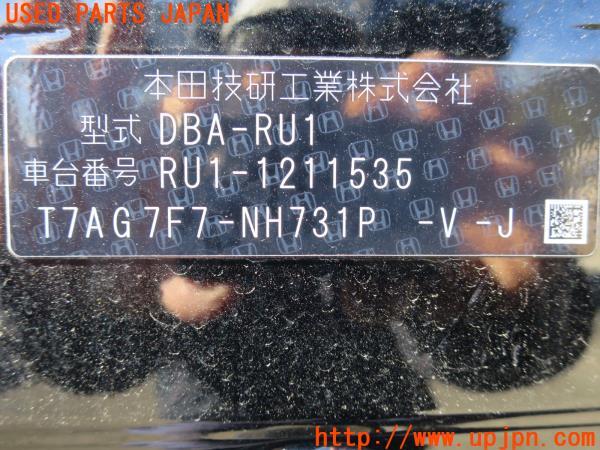 USED PARTS JAPAN
本田技研工業株式会社
型式 DBA-RU1
車台番号 RU1-1211535
T7AG7F7-NH731P -V-J
http://www.upjpn.com/